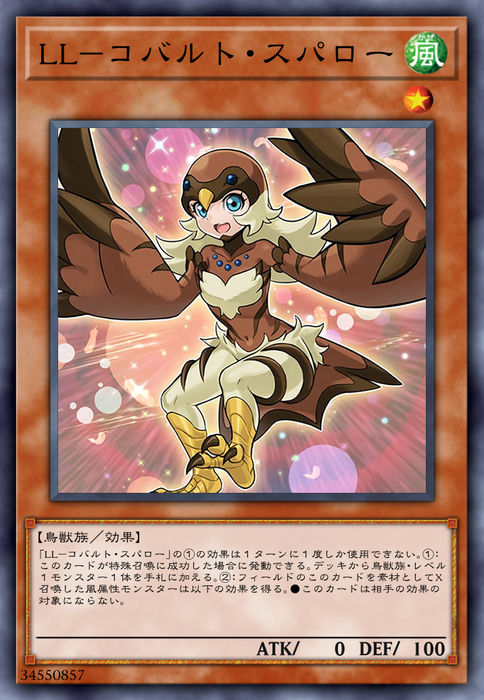 LL－コバルト・スパロー
かぜ
風
【鳥獣族／効果】
「LL－コバルト・スパロー」の①の効果は１ターンに１度しか使用できない。①：
このカードが特殊召喚に成功した場合に発動できる。デッキから鳥獣族・レベル
１モンスター１体を手札に加える。②：フィールドのこのカードを素材としてX
召喚した風属性モンスターは以下の効果を得る。●このカードは相手の効果の
対象にならない。
ATK/ 0 DEF/ 100
34550857